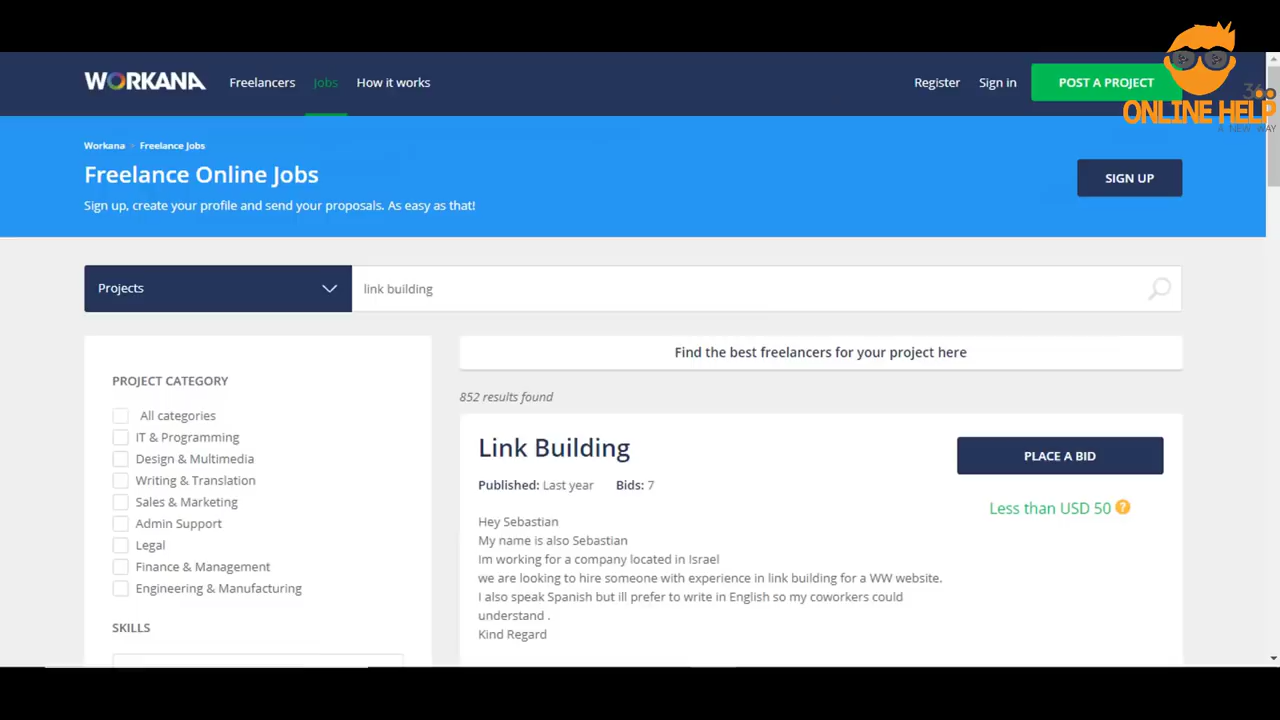 WORKANA
Freelancers
Jobs
How it works
Register
Sign in
POST A PROJECT
360
ONLINE HELP
A NEW WAY
Workana > Freelance Jobs
Freelance Online Jobs
Sign up, create your profile and send your proposals. As easy as that!
SIGN UP
Projects
link building
PROJECT CATEGORY
All categories
IT & Programming
Design & Multimedia
Writing & Translation
Sales & Marketing
Admin Support
Legal
Finance & Management
Engineering & Manufacturing
SKILLS
Find the best freelancers for your project here
852 results found
Link Building
PLACE A BID
Published: Last year Bids: 7
Less than USD 50 ?
Hey Sebastian
My name is also Sebastian
Im working for a company located in Israel
we are looking to hire someone with experience in link building for a WW website.
I also speak Spanish but ill prefer to write in English so my coworkers could
understand .
Kind Regard